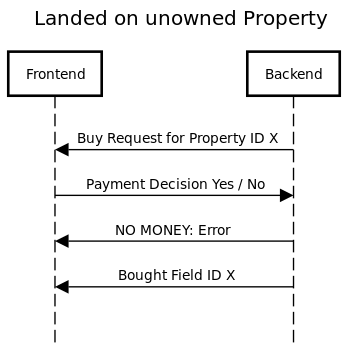 Landed on unowned Property
Frontend
Backend
Buy Request for Property ID X
Payment Decision Yes / No
NO MONEY: Error
Bought Field ID X